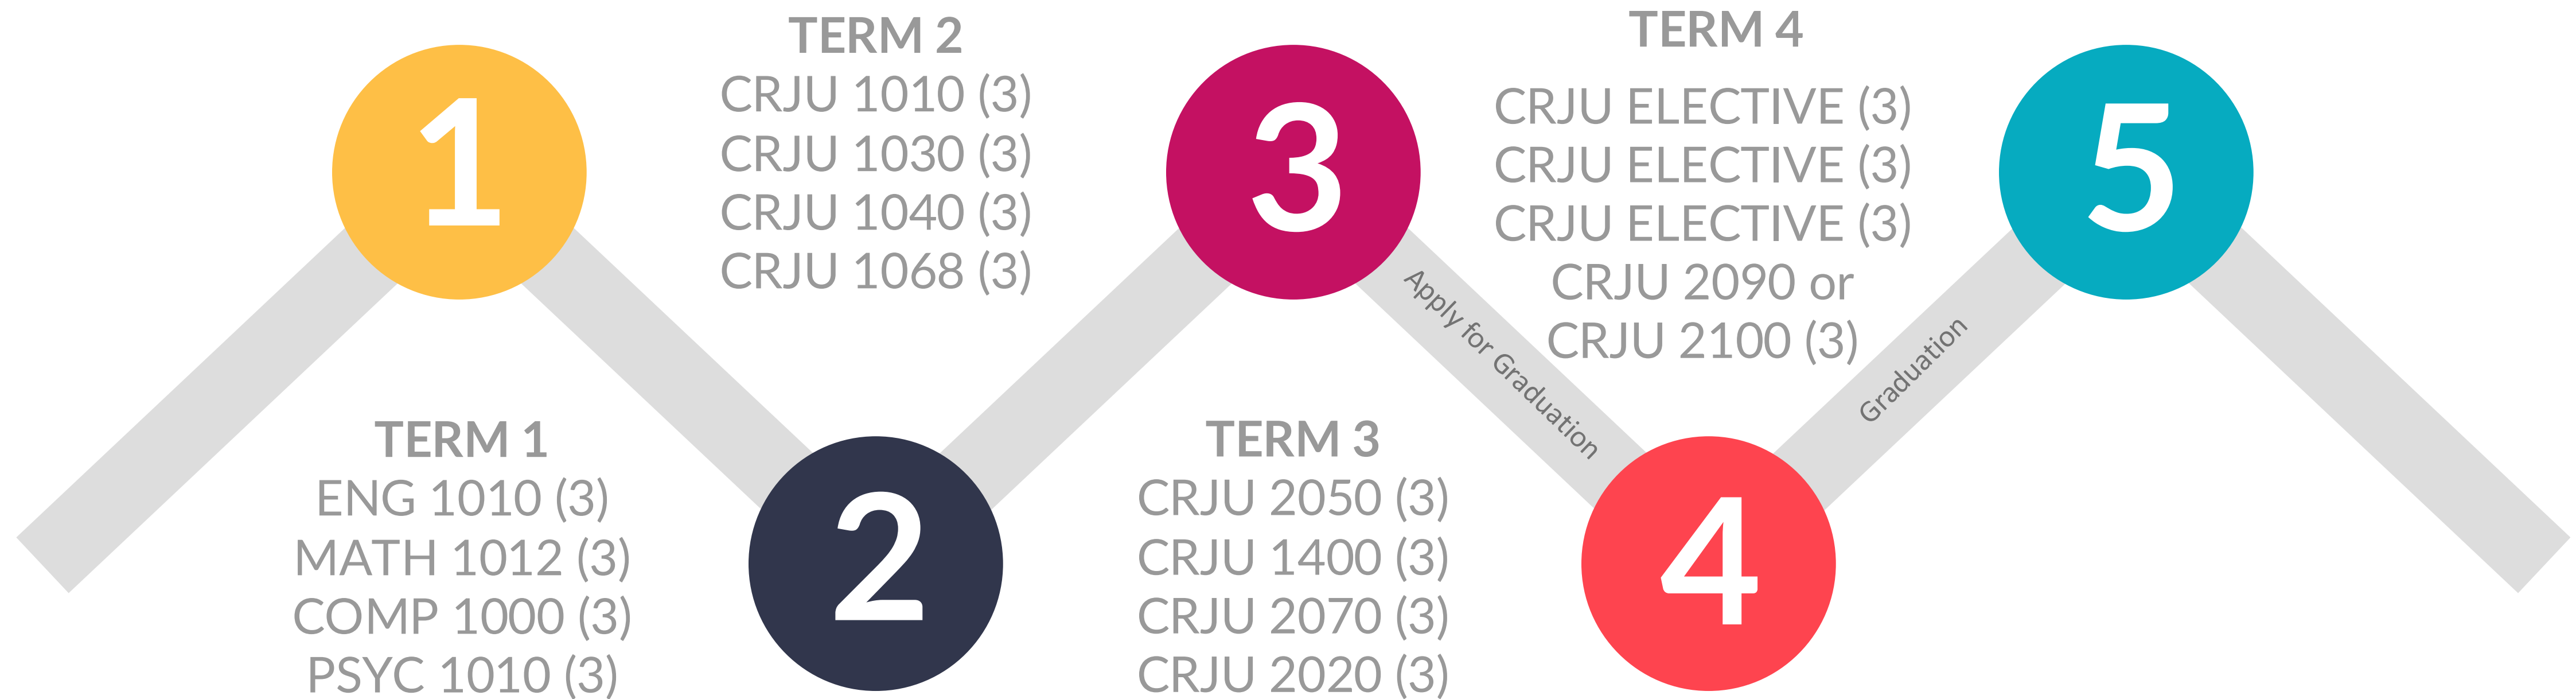 1
TERM 1
ENG 1010 (3)
MATH 1012 (3)
COMP 1000 (3)
PSYC 1010 (3)
TERM 2
CRJU 1010 (3)
CRJU 1030 (3)
CRJU 1040 (3)
CRJU 1068 (3)
2
3
TERM 3
CRJU 2050 (3)
CRJU 1400 (3)
CRJU 2070 (3)
CRJU 2020 (3)
Apply for Graduation
TERM 4
CRJU ELECTIVE (3)
CRJU ELECTIVE (3)
CRJU ELECTIVE (3)
CRJU 2090 or
CRJU 2100 (3)
4
Graduation
5